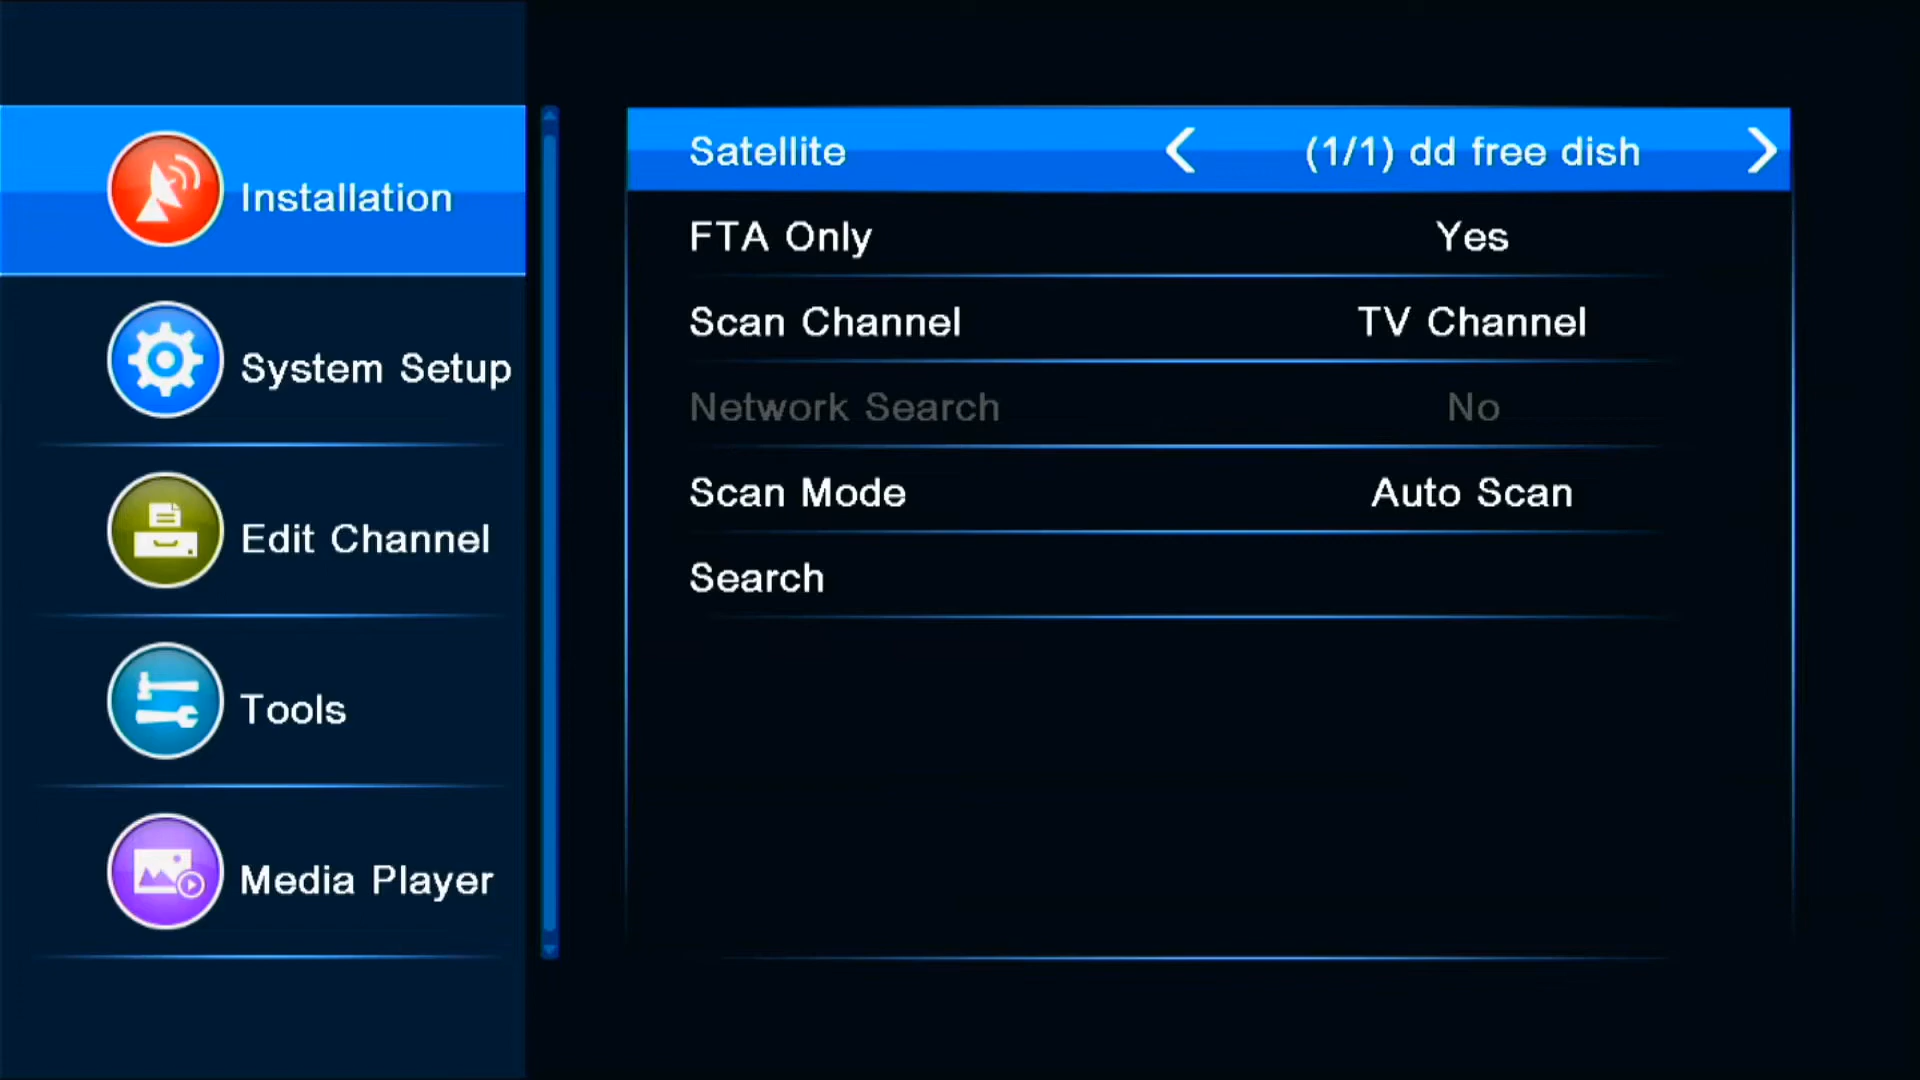 Installation
System Setup
Edit Channel
Tools
Media Player
Satellite (1/1) dd free dish
FTA Only Yes
Scan Channel TV Channel
Network Search No
Scan Mode Auto Scan
Search